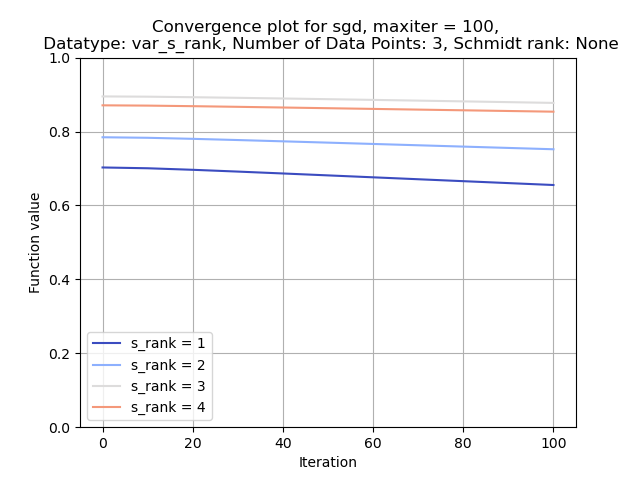 Convergence plot for sgd, maxiter = 100,
Datatype: var_s_rank, Number of Data Points: 3, Schmidt rank: None
1.0
0.8
0.6
0.4
0.2
0.0
Function value
s_rank = 1
s_rank = 2
s_rank = 3
s_rank = 4
0 20 40 60 80 100
Iteration